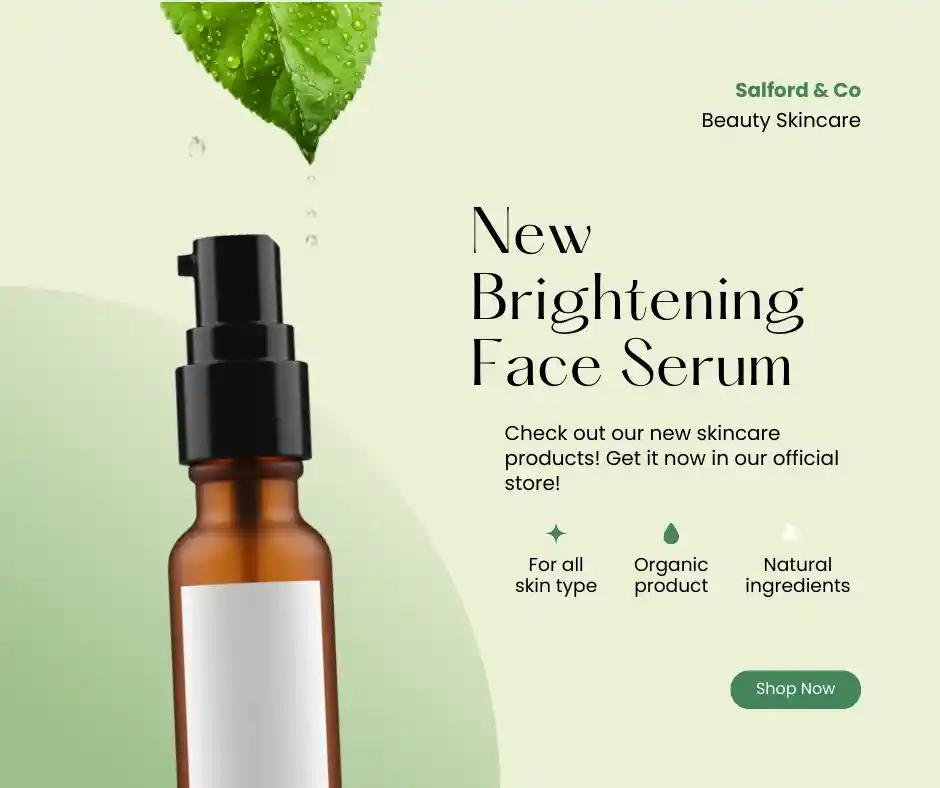 Salford & Co
Beauty Skincare
New
Brightening
Face Serum
Check out our new skincare
products! Get it now in our official
store!
For all
skin type
Organic
product
Natural
ingredients
Shop Now